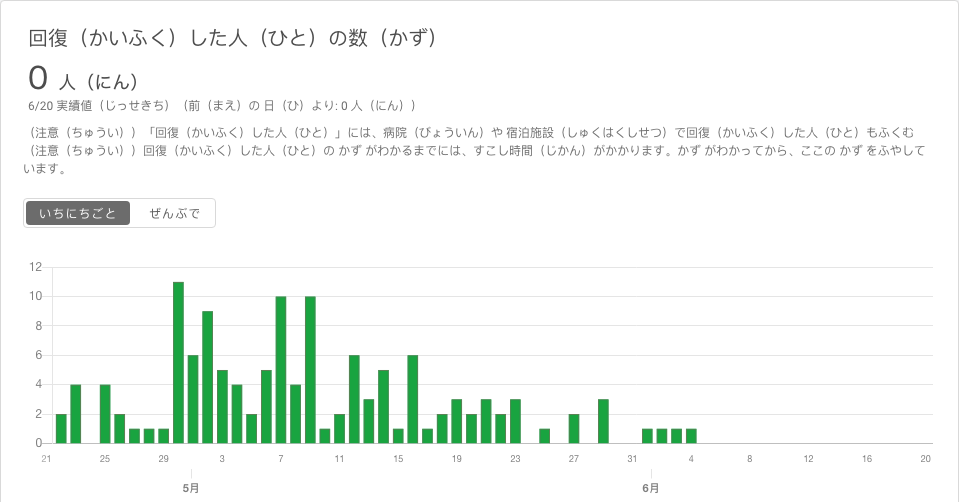 回復（かいふく）した人（ひと）の数（かず）
0 人（にん）
6/20 実績値（じっせきち）（前（まえ）の 日（ひ）より: 0 人（にん））
（注意（ちゅうい））「回復（かいふく）した人（ひと）」には、病院（びょういん）や 宿泊施設（しゅくはくしせつ）で回復（かいふく）した人（ひと）もふくむ
（注意（ちゅうい））回復（かいふく）した人（ひと）の かず がわかるまでには、すこし時間（じかん）がかかります。かず がわかってから、ここの かず をふやして
います。
いちにちごと ぜんぶで
12
10
8
6
4
2
0
21 25 29 3 7 11 15 19 23 27 31 4 8 12 16 20
5月 6月